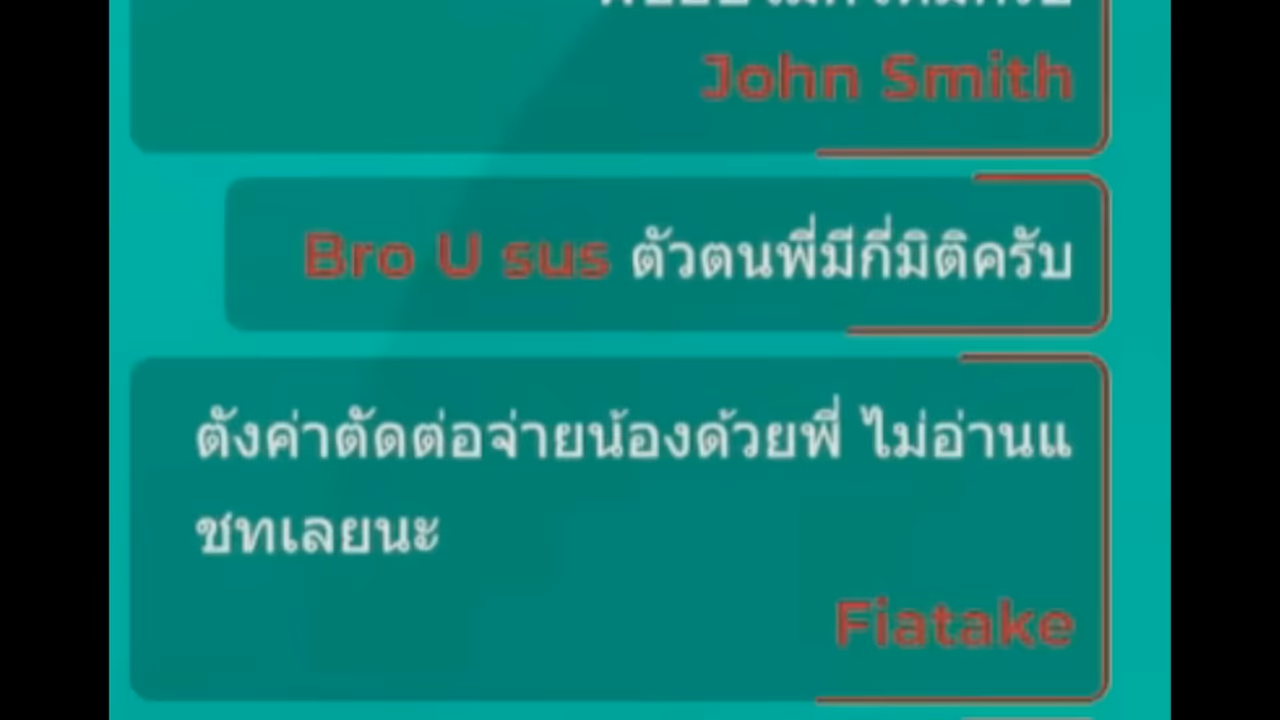 John Smith
Bro U sus ตัวตนพี่มีกี่มิติครับ
ตังค่าตัดต่อจ่ายน้องด้วยพี่ ไม่อ่านแ
ชทเลยนะ
Fiatake